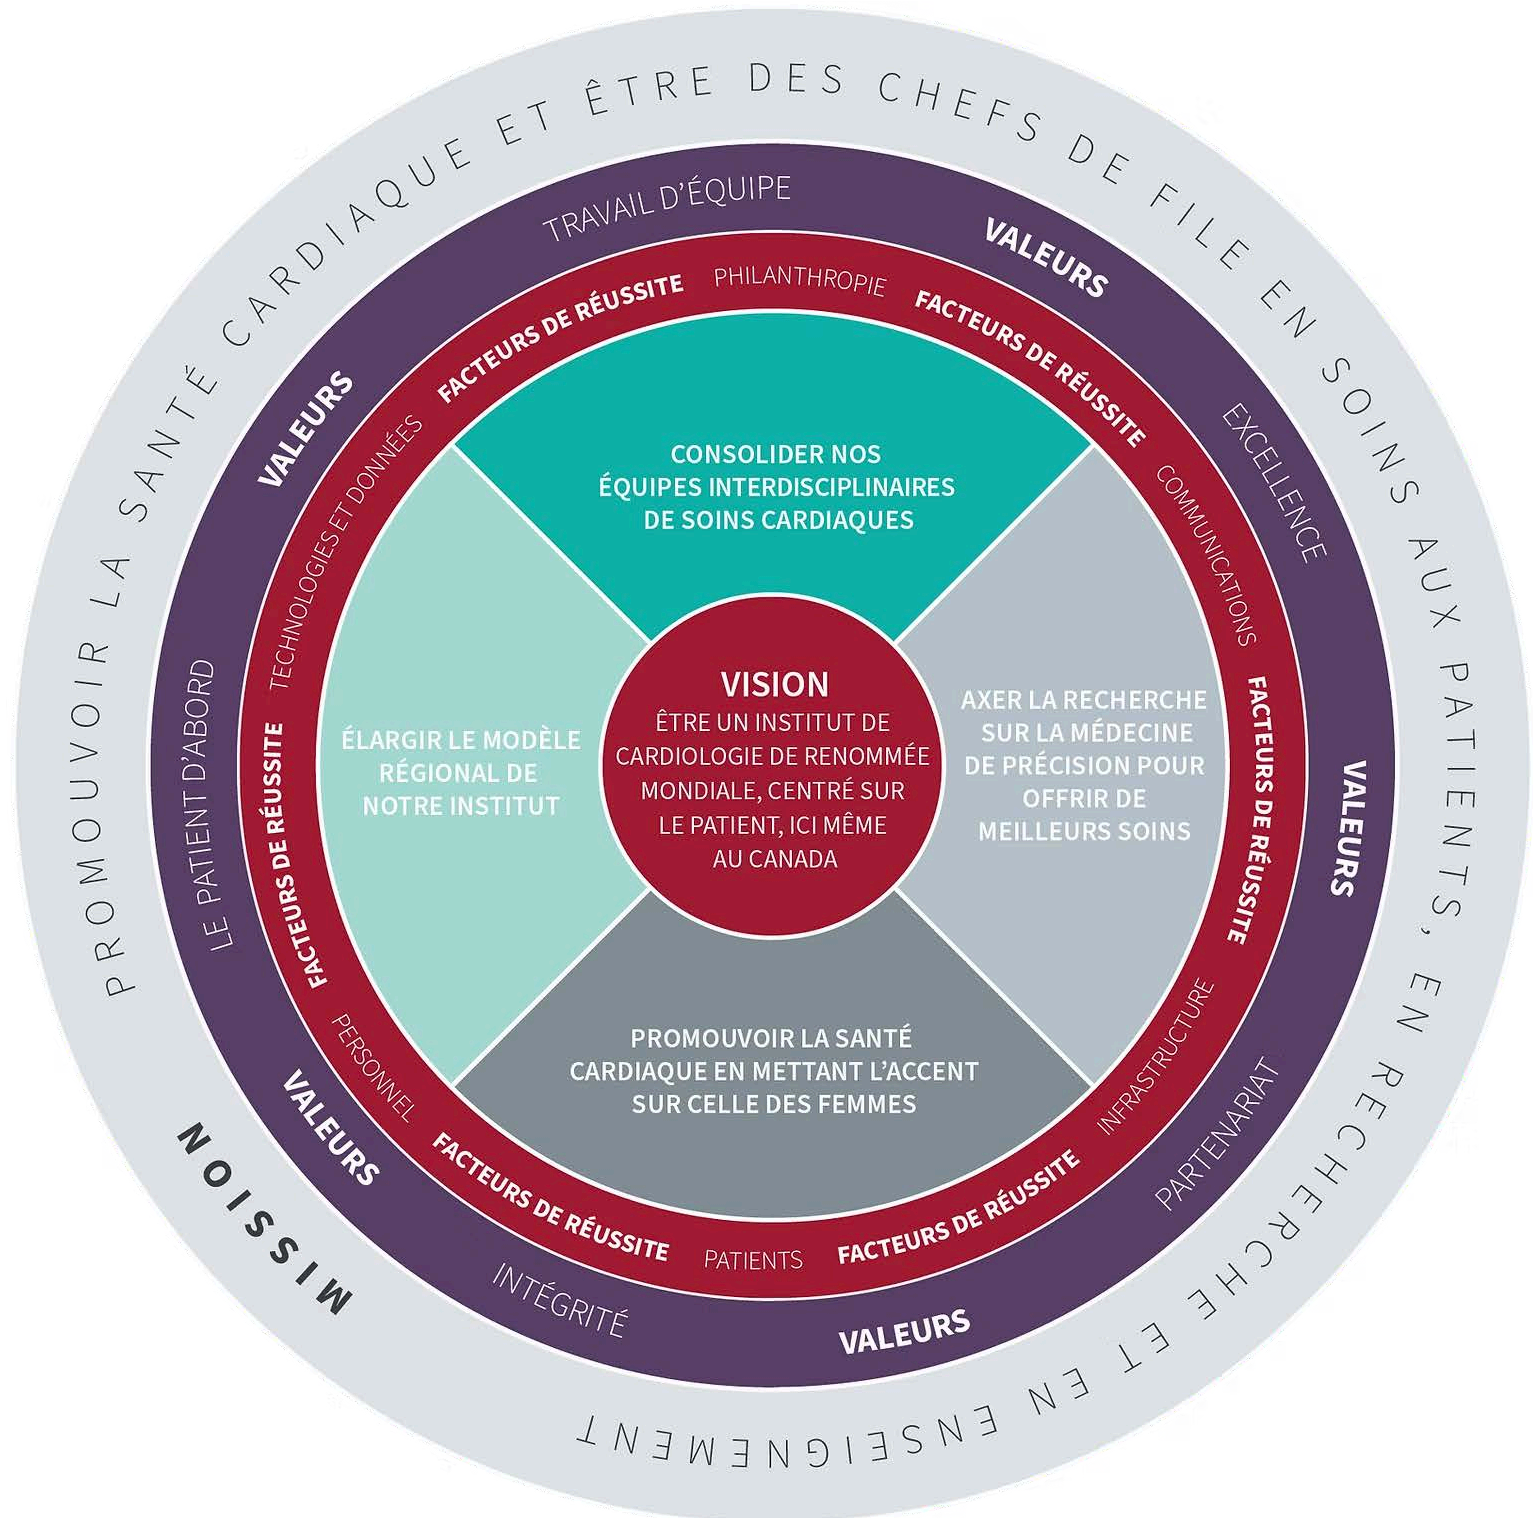 MISSION
PROMOUVOIR LA SANTÉ CARDIAQUE ET ÊTRE DES CHEFS DE FILE EN SOINS AUX PATIENTS, EN RECHERCHE ET EN ENSEIGNEMENT
VALEURS
TRAVAIL D’ÉQUIPE
VALEURS
EXCELLENCE
VALEURS
PARTENARIAT
VALEURS
INTÉGRITÉ
VALEURS
LE PATIENT D’ABORD
FACTEURS DE RÉUSSITE
PHILANTHROPIE
FACTEURS DE RÉUSSITE
COMMUNICATIONS
FACTEURS DE RÉUSSITE
INFRASTRUCTURE
FACTEURS DE RÉUSSITE
PATIENTS
FACTEURS DE RÉUSSITE
PERSONNEL
FACTEURS DE RÉUSSITE
TECHNOLOGIES ET DONNÉES
CONSOLIDER NOS
ÉQUIPES INTERDISCIPLINAIRES
DE SOINS CARDIAQUES
AXER LA RECHERCHE
SUR LA MÉDECINE
DE PRÉCISION POUR
OFFRIR DE
MEILLEURS SOINS
PROMOUVOIR LA SANTÉ
CARDIAQUE EN METTANT L’ACCENT
SUR CELLE DES FEMMES
ÉLARGIR LE MODÈLE
RÉGIONAL DE
NOTRE INSTITUT
VISION
ÊTRE UN INSTITUT DE
CARDIOLOGIE DE RENOMMÉE
MONDIALE, CENTRÉ SUR
LE PATIENT, ICI MÊME
AU CANADA